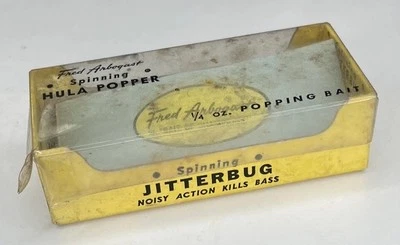 Fred Arbogast
Spinning
HULA POPPER
Fred Arbogast
1/4 OZ. POPPING BAIT
Spinning
JITTERBUG
NOISY ACTION KILLS BASS